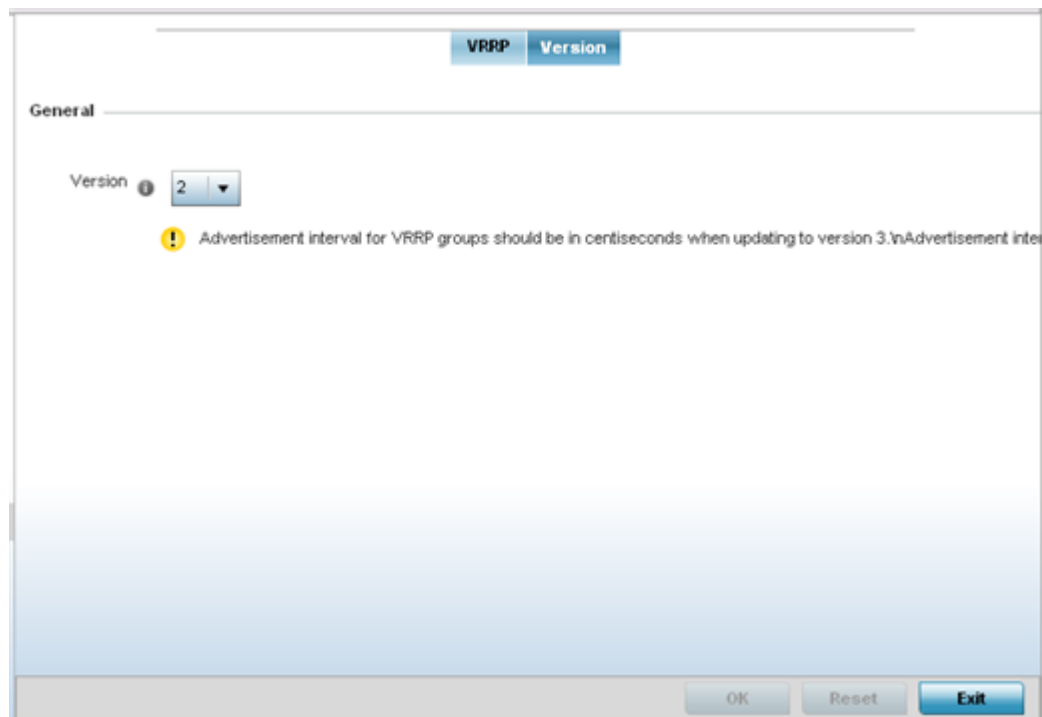 VRRP Version
General
Version 2
Advertisement interval for VRRP groups should be in centiseconds when updating to version 3.\nAdvertisement inte
OK Reset Exit